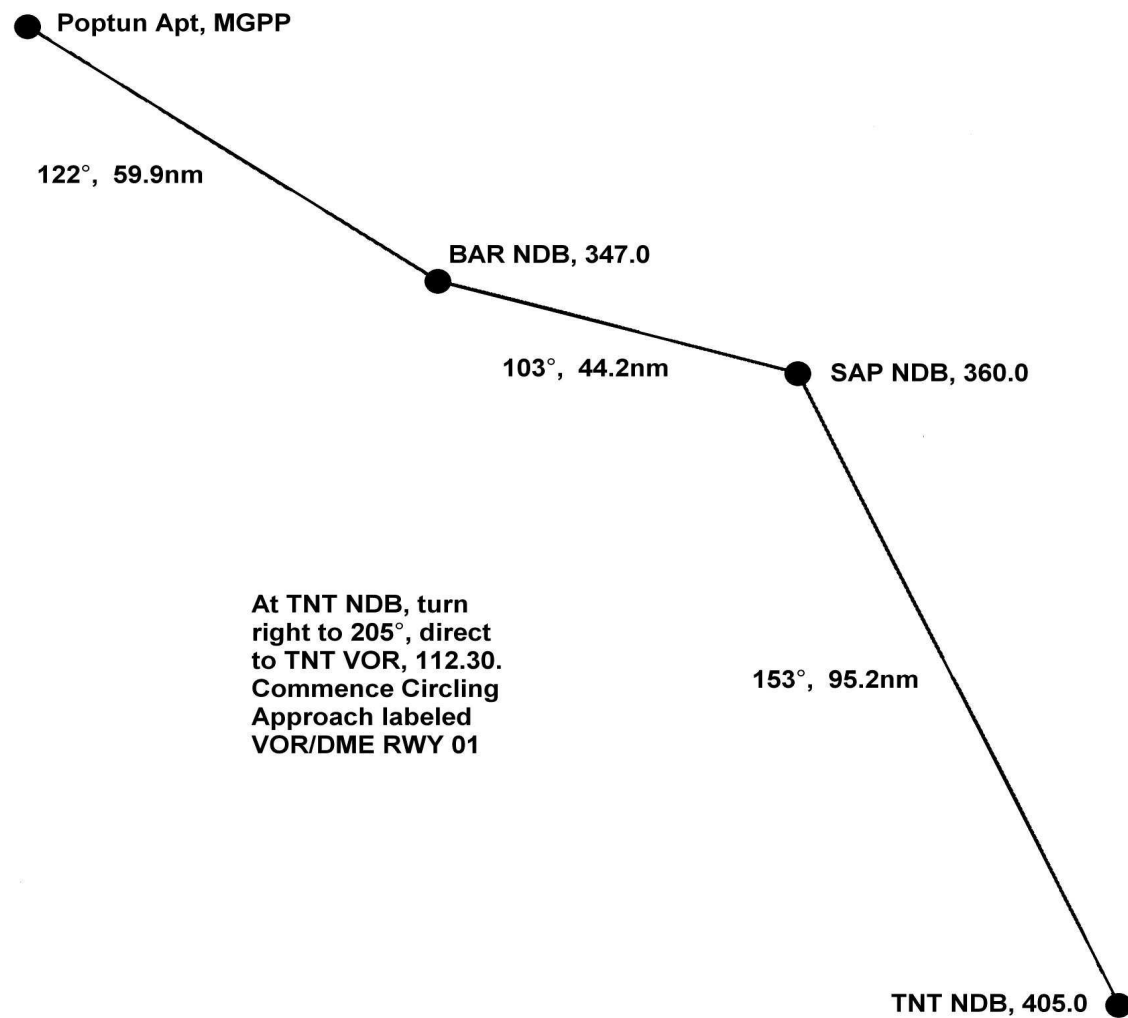 Poptun Apt, MGPP
122°, 59.9nm
BAR NDB, 347.0
103°, 44.2nm
SAP NDB, 360.0
At TNT NDB, turn
right to 205°, direct
to TNT VOR, 112.30.
Commence Circling
Approach labeled
VOR/DME RWY 01
153°, 95.2nm
TNT NDB, 405.0